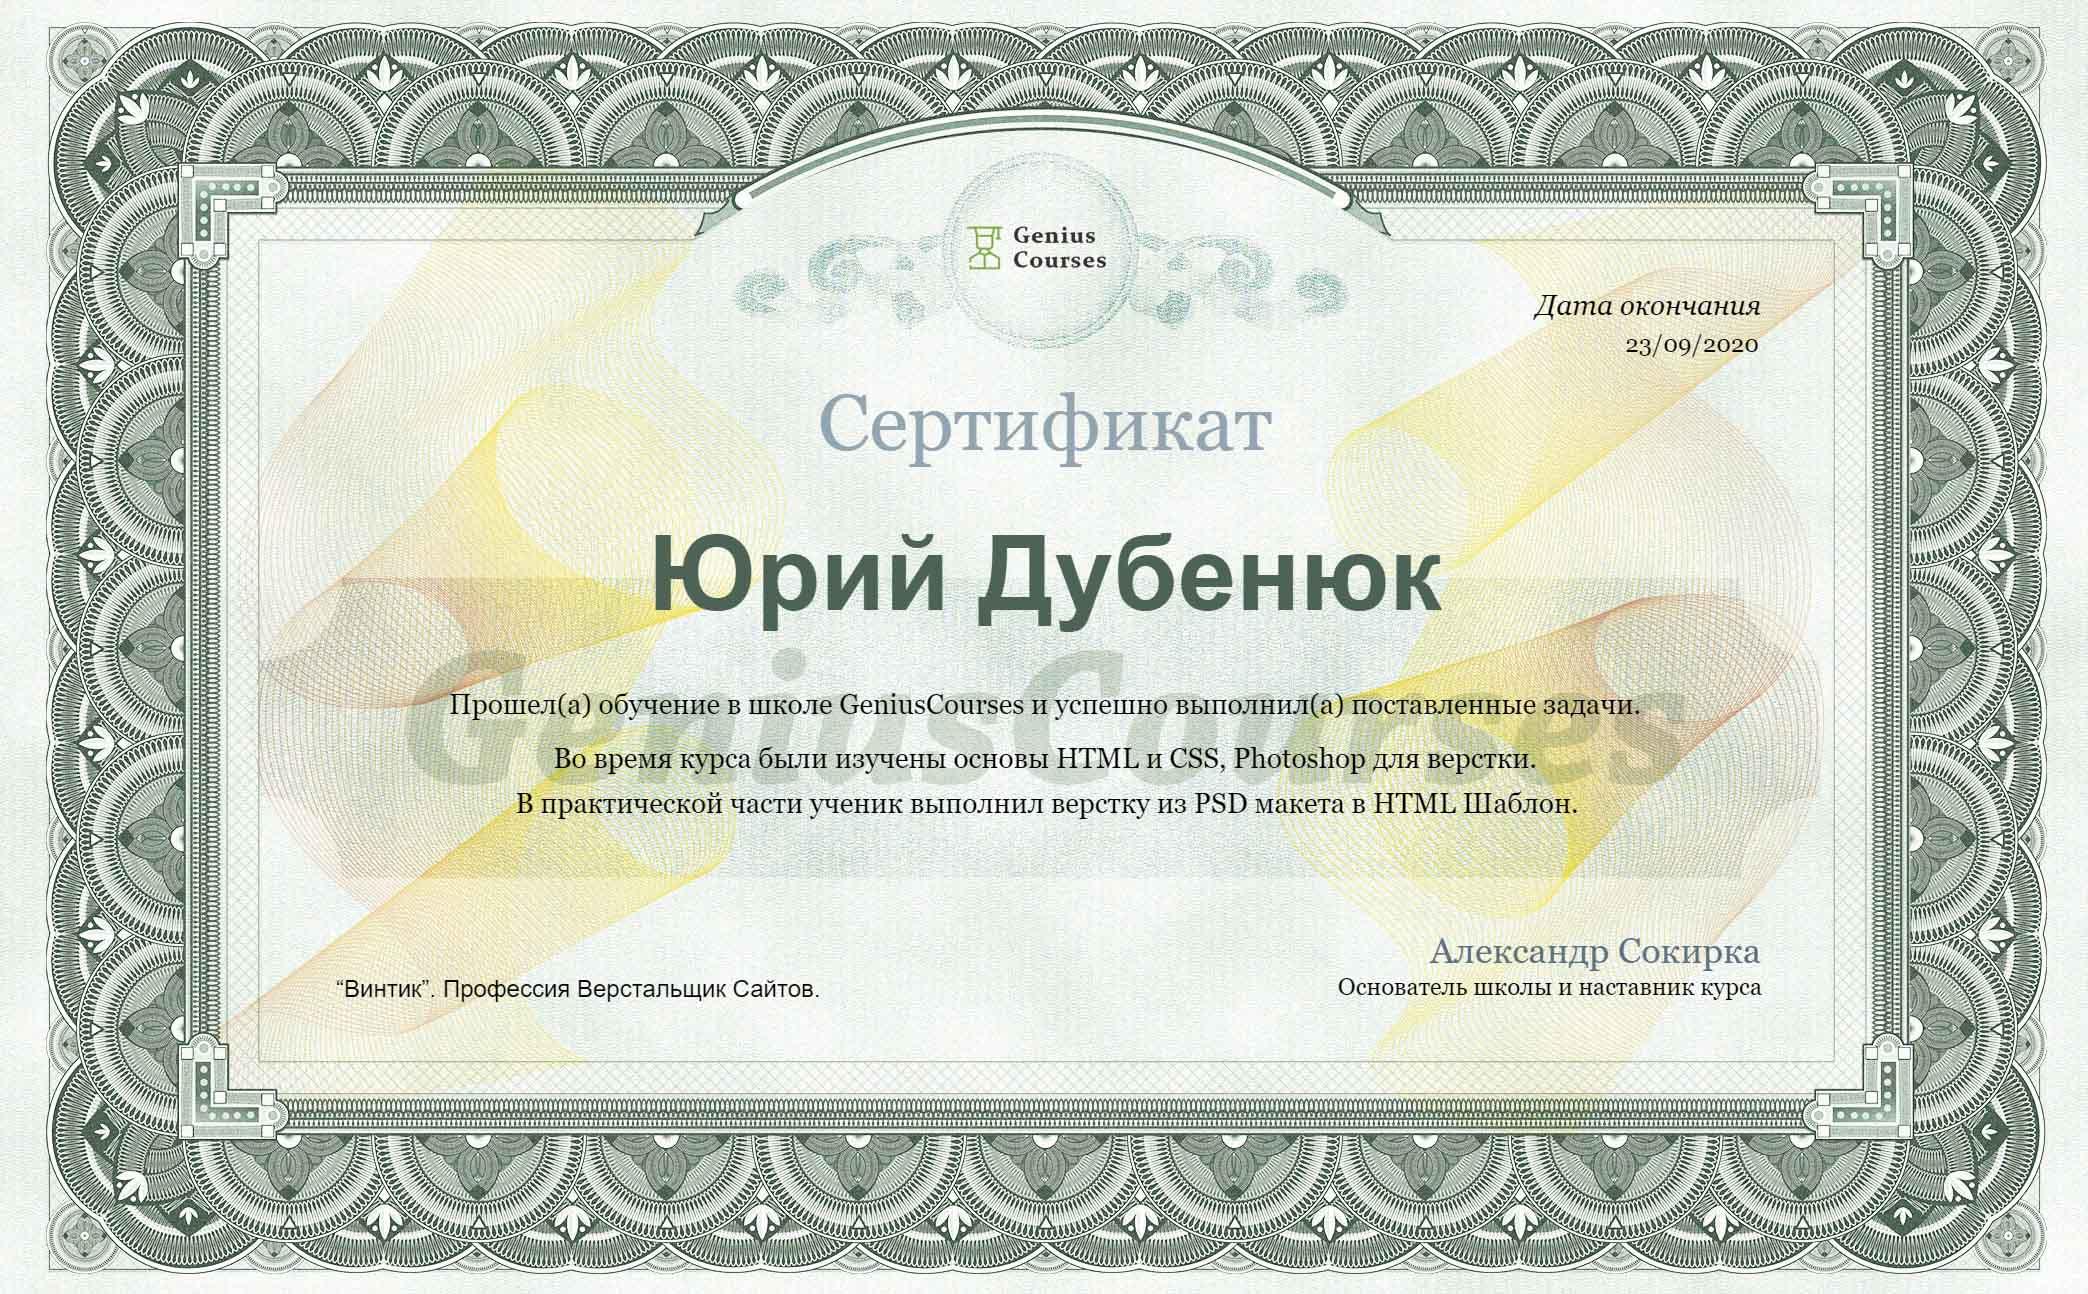 Genius
Courses
Дата окончания
23/09/2020
Сертификат
Юрий Дубенюк
GeniusCourses
Прошел(а) обучение в школе GeniusCourses и успешно выполнил(а) поставленные задачи.
Во время курса были изучены основы HTML и CSS, Photoshop для верстки.
В практической части ученик выполнил верстку из PSD макета в HTML Шаблон.
Александр Сокирка
Основатель школы и наставник курса
“Винтик”. Профессия Верстальщик Сайтов.